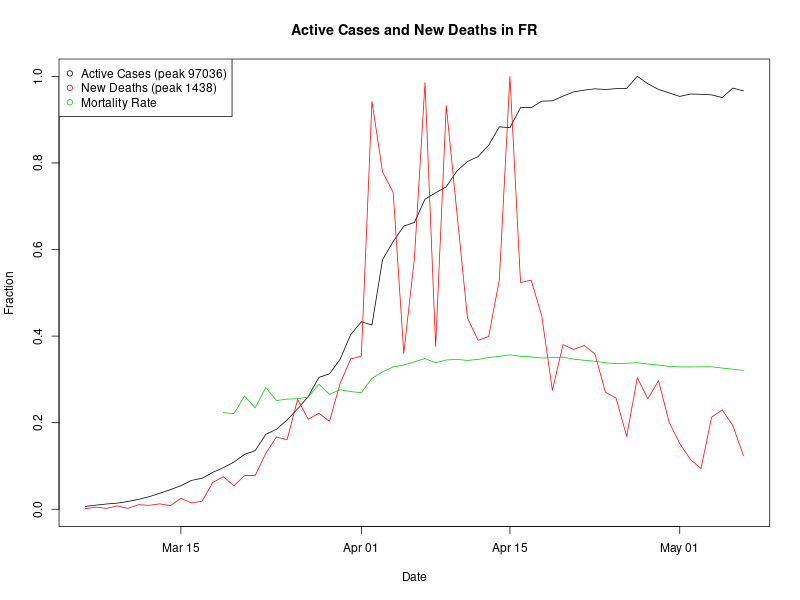 Active Cases and New Deaths in FR
Active Cases (peak 97036)
New Deaths (peak 1438)
Mortality Rate
1.0
0.8
0.6
0.4
0.2
0.0
Fraction
Mar 15
Apr 01
Apr 15
May 01
Date